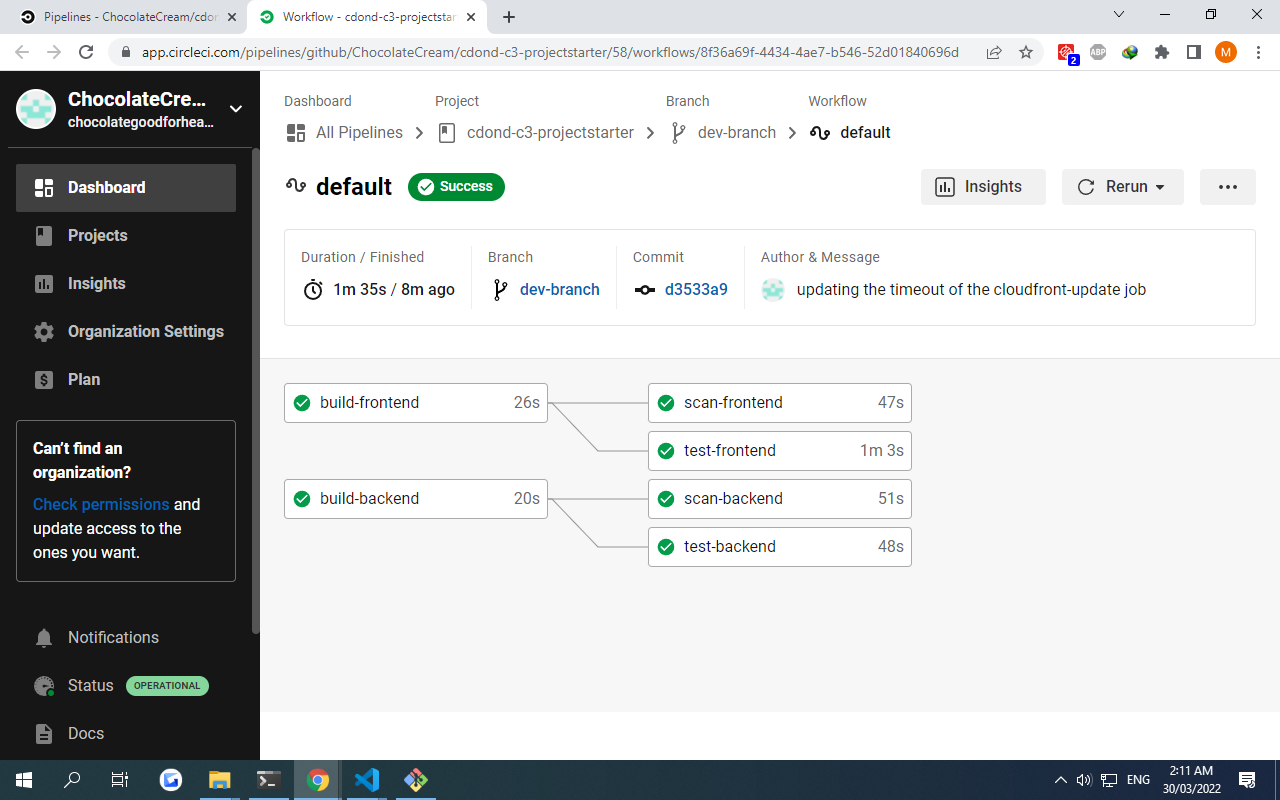 Pipelines - ChocolateCream/cdon
Workflow - cdond-c3-projectstar
app.circleci.com/pipelines/github/ChocolateCream/cdond-c3-projectstarter/58/workflows/8f36a69f-4434-4ae7-b546-52d01840696d
2
ABP
M
ChocolateCre...
chocolategoodforhea...
Dashboard
Projects
Insights
Organization Settings
Plan
Can't find an
organization?
Check permissions and
update access to the
ones you want.
Notifications
Status OPERATIONAL
Docs
Dashboard Project Branch Workflow
All Pipelines cdond-c3-projectstarter dev-branch default
default Success Insights Rerun
Duration / Finished Branch Commit Author & Message
1m 35s / 8m ago dev-branch d3533a9 updating the timeout of the cloudfront-update job
build-frontend 26s scan-frontend 47s
test-frontend 1m 3s
build-backend 20s scan-backend 51s
test-backend 48s
ENG
2:11 AM
30/03/2022